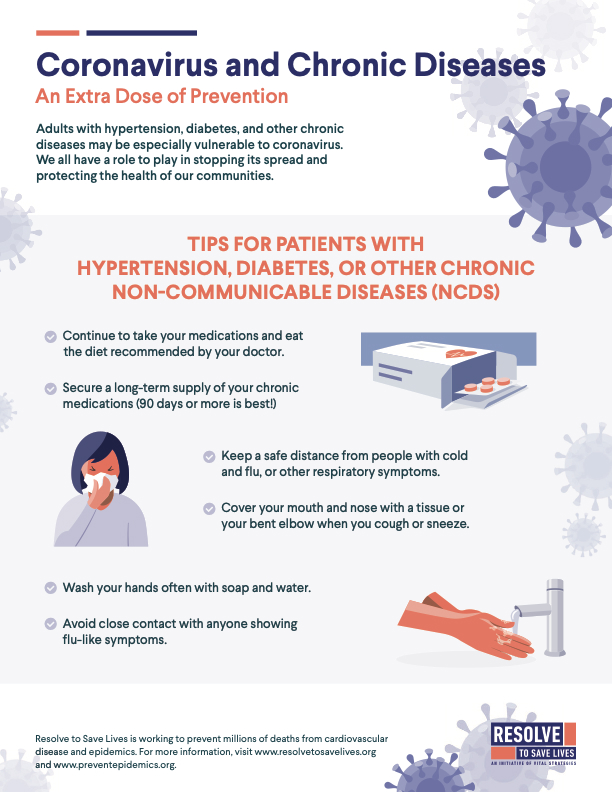 Coronavirus and Chronic Diseases
An Extra Dose of Prevention
Adults with hypertension, diabetes, and other chronic
diseases may be especially vulnerable to coronavirus.
We all have a role to play in stopping its spread and
protecting the health of our communities.
TIPS FOR PATIENTS WITH
HYPERTENSION, DIABETES, OR OTHER CHRONIC
NON-COMMUNICABLE DISEASES (NCDS)
Continue to take your medications and eat
the diet recommended by your doctor.
Secure a long-term supply of your chronic
medications (90 days or more is best!)
Keep a safe distance from people with cold
and flu, or other respiratory symptoms.
Cover your mouth and nose with a tissue or
your bent elbow when you cough or sneeze.
Wash your hands often with soap and water.
Avoid close contact with anyone showing
flu-like symptoms.
Resolve to Save Lives is working to prevent millions of deaths from cardiovascular
disease and epidemics. For more information, visit www.resolvetosavelives.org
and www.preventepidemics.org.
RESOLVE
TO SAVE LIVES
AN INITIATIVE OF VITAL STRATEGIES